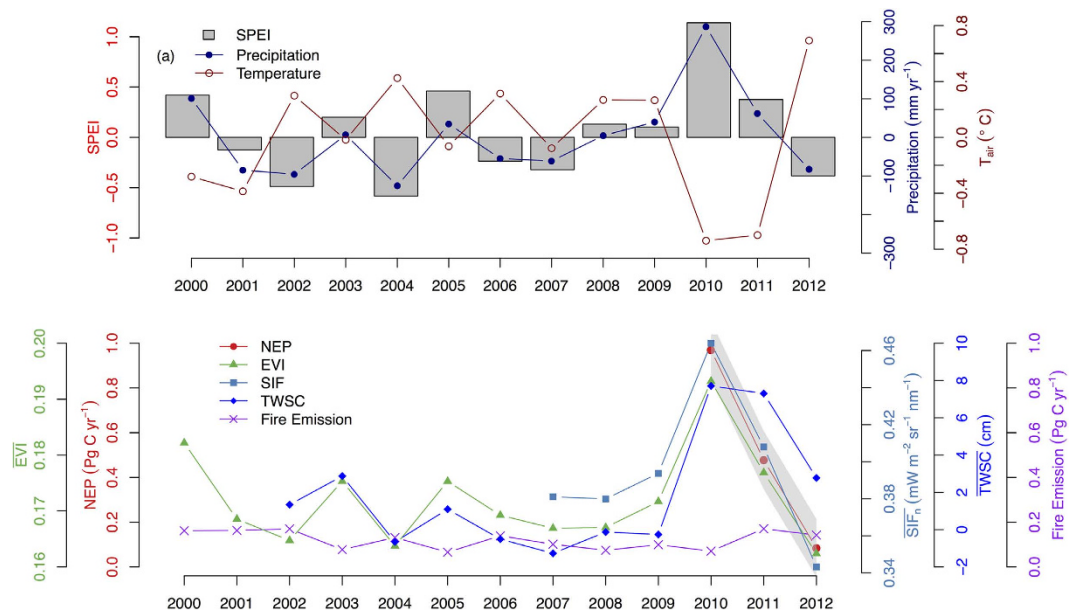 (a)
SPEI
Precipitation
Temperature
SPEI
1.0
0.5
0.0
−0.5
−1.0
Precipitation (mm yr⁻¹)
300
200
100
0
−100
−300
T_air (° C)
0.8
0.4
0.0
−0.4
−0.8
2000 2001 2002 2003 2004 2005 2006 2007 2008 2009 2010 2011 2012
NEP
EVI
SIF
TWSC
Fire Emission
EVI
0.20
0.19
0.18
0.17
0.16
NEP (Pg C yr⁻¹)
1.0
0.8
0.6
0.4
0.2
0.0
SIFₙ (mW m⁻² sr⁻¹ nm⁻¹)
0.46
0.42
0.38
0.34
TWSC (cm)
10
8
6
4
2
0
−2
Fire Emission (Pg C yr⁻¹)
1.0
0.8
0.6
0.4
0.2
0.0
2000 2001 2002 2003 2004 2005 2006 2007 2008 2009 2010 2011 2012